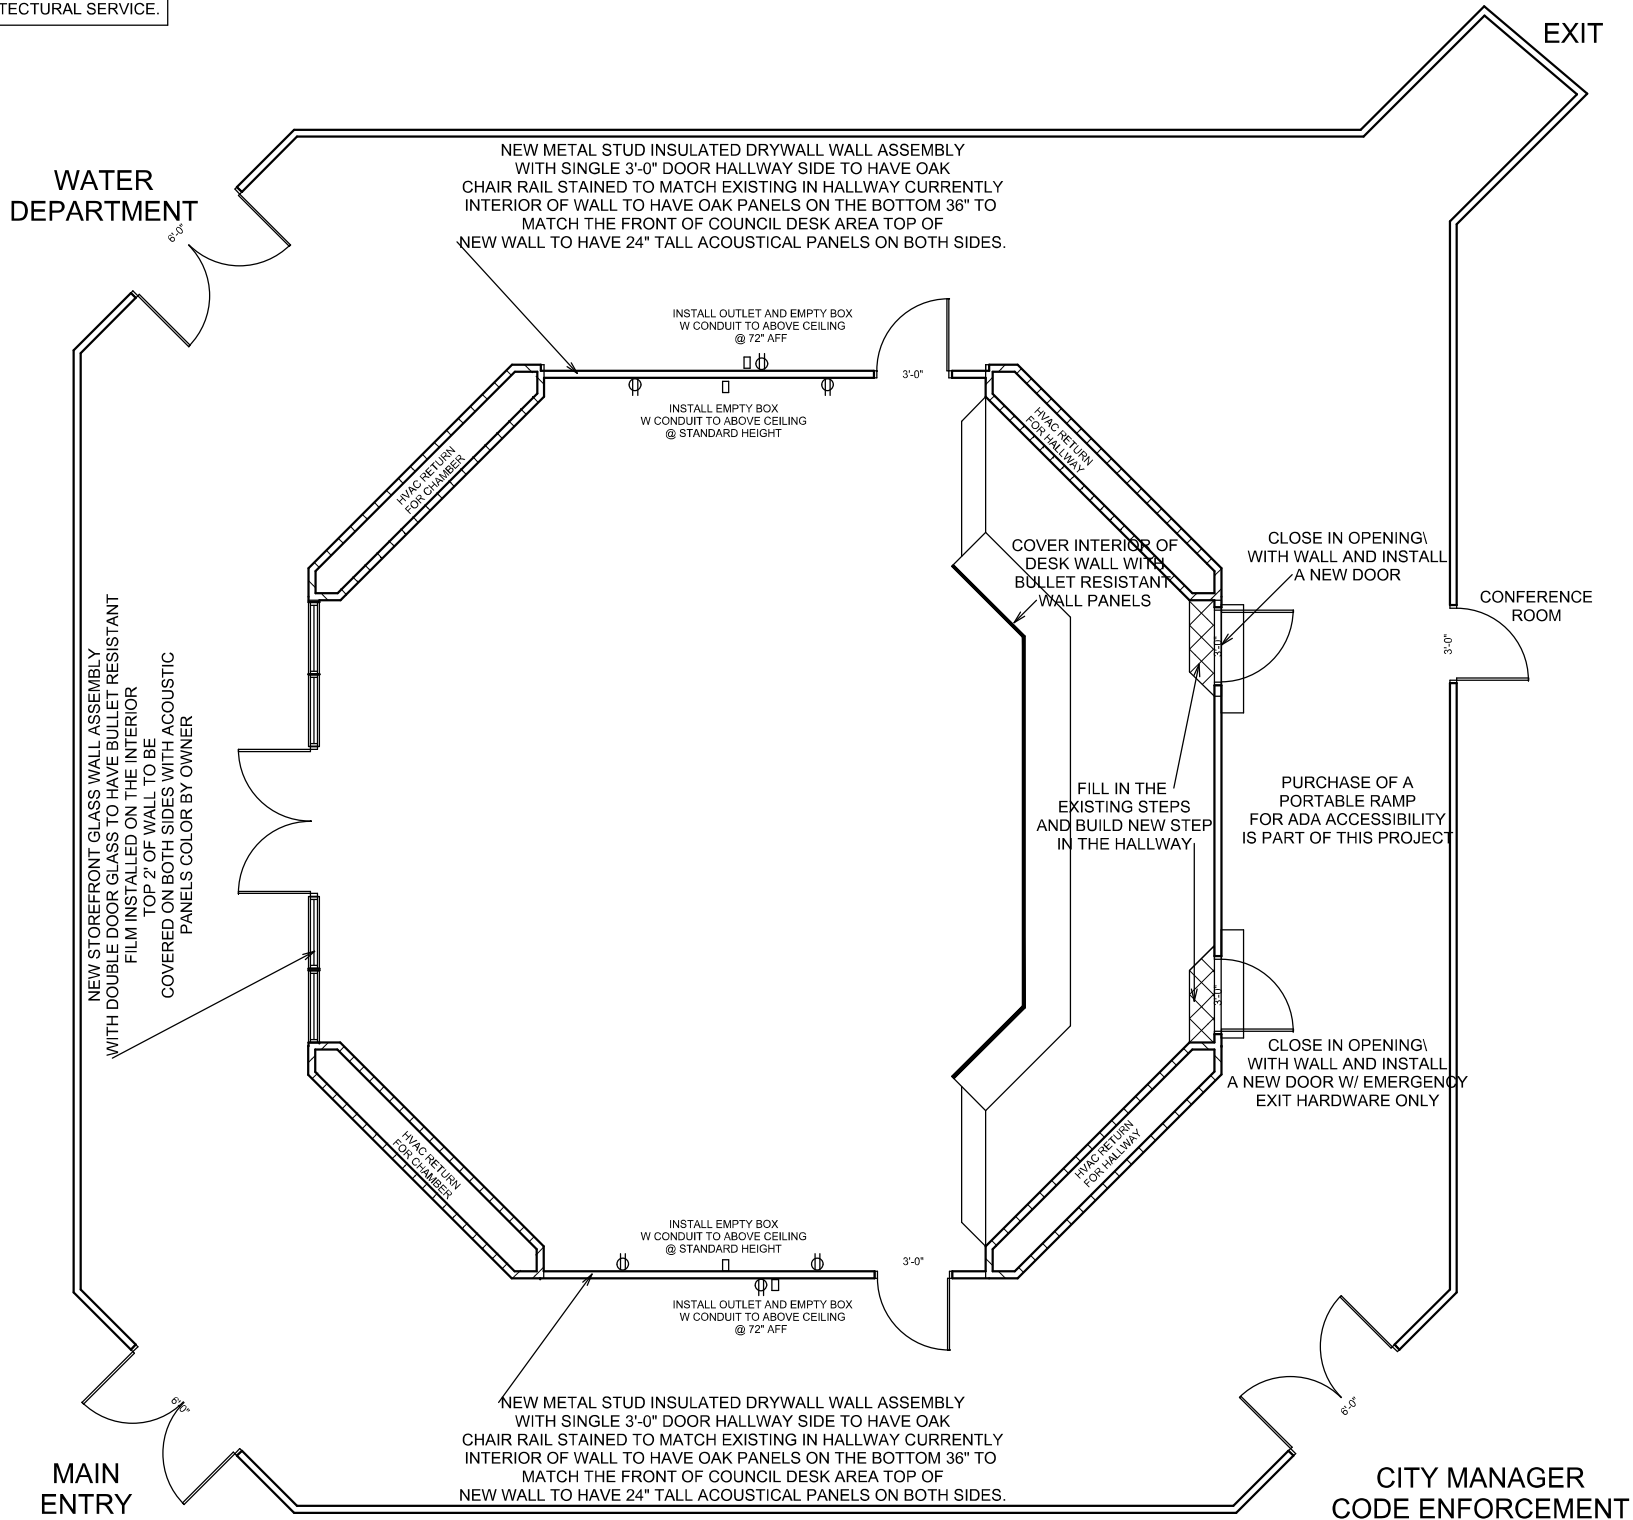 TECTURAL SERVICE.
EXIT
WATER
DEPARTMENT
6'-0"
NEW METAL STUD INSULATED DRYWALL WALL ASSEMBLY
WITH SINGLE 3'-0" DOOR HALLWAY SIDE TO HAVE OAK
CHAIR RAIL STAINED TO MATCH EXISTING IN HALLWAY CURRENTLY
INTERIOR OF WALL TO HAVE OAK PANELS ON THE BOTTOM 36" TO
MATCH THE FRONT OF COUNCIL DESK AREA TOP OF
NEW WALL TO HAVE 24" TALL ACOUSTICAL PANELS ON BOTH SIDES.
INSTALL OUTLET AND EMPTY BOX
W CONDUIT TO ABOVE CEILING
@ 72" AFF
3'-0"
INSTALL EMPTY BOX
W CONDUIT TO ABOVE CEILING
@ STANDARD HEIGHT
HVAC RETURN
FOR CHAMBER
HVAC RETURN
FOR HALLWAY
COVER INTERIOR OF
DESK WALL WITH
BULLET RESISTANT
WALL PANELS
CLOSE IN OPENING\
WITH WALL AND INSTALL
A NEW DOOR
CONFERENCE
ROOM
3'-0"
3'-0"
NEW STOREFRONT GLASS WALL ASSEMBLY
WITH DOUBLE DOOR GLASS TO HAVE BULLET RESISTANT
FILM INSTALLED ON THE INTERIOR
TOP 2' OF WALL TO BE
COVERED ON BOTH SIDES WITH ACOUSTIC
PANELS COLOR BY OWNER
FILL IN THE
EXISTING STEPS
AND BUILD NEW STEP
IN THE HALLWAY
PURCHASE OF A
PORTABLE RAMP
FOR ADA ACCESSIBILITY
IS PART OF THIS PROJECT
3'-0"
CLOSE IN OPENING\
WITH WALL AND INSTALL
A NEW DOOR W/ EMERGENCY
EXIT HARDWARE ONLY
HVAC RETURN
FOR CHAMBER
HVAC RETURN
FOR HALLWAY
INSTALL EMPTY BOX
W CONDUIT TO ABOVE CEILING
@ STANDARD HEIGHT
3'-0"
INSTALL OUTLET AND EMPTY BOX
W CONDUIT TO ABOVE CEILING
@ 72" AFF
6'-0"
6'-0"
NEW METAL STUD INSULATED DRYWALL WALL ASSEMBLY
WITH SINGLE 3'-0" DOOR HALLWAY SIDE TO HAVE OAK
CHAIR RAIL STAINED TO MATCH EXISTING IN HALLWAY CURRENTLY
INTERIOR OF WALL TO HAVE OAK PANELS ON THE BOTTOM 36" TO
MATCH THE FRONT OF COUNCIL DESK AREA TOP OF
NEW WALL TO HAVE 24" TALL ACOUSTICAL PANELS ON BOTH SIDES.
MAIN
ENTRY
CITY MANAGER
CODE ENFORCEMENT